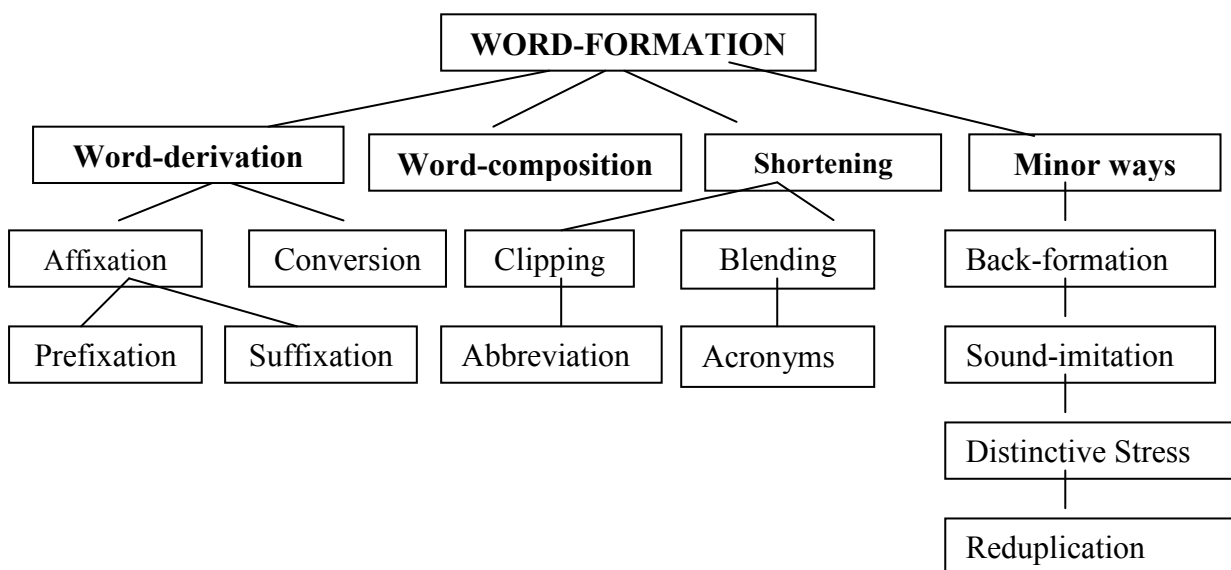 WORD-FORMATION
Word-derivation
Word-composition
Shortening
Minor ways
Affixation
Conversion
Clipping
Blending
Back-formation
Prefixation
Suffixation
Abbreviation
Acronyms
Sound-imitation
Distinctive Stress
Reduplication